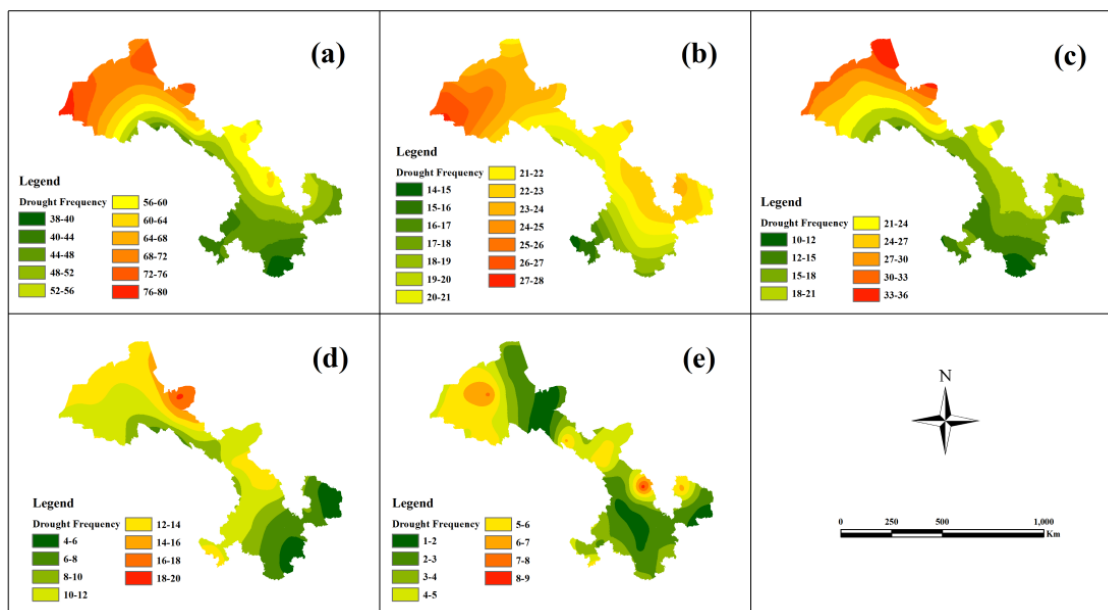 (a)
Legend
Drought Frequency
38-40
40-44
44-48
48-52
52-56
56-60
60-64
64-68
68-72
72-76
76-80
(b)
Legend
Drought Frequency
14-15
15-16
16-17
17-18
18-19
19-20
20-21
21-22
22-23
23-24
24-25
25-26
26-27
27-28
(c)
Legend
Drought Frequency
10-12
12-15
15-18
18-21
21-24
24-27
27-30
30-33
33-36
(d)
Legend
Drought Frequency
4-6
6-8
8-10
10-12
12-14
14-16
16-18
18-20
(e)
Legend
Drought Frequency
1-2
2-3
3-4
4-5
5-6
6-7
7-8
8-9
N
0 250 500 1,000
Km